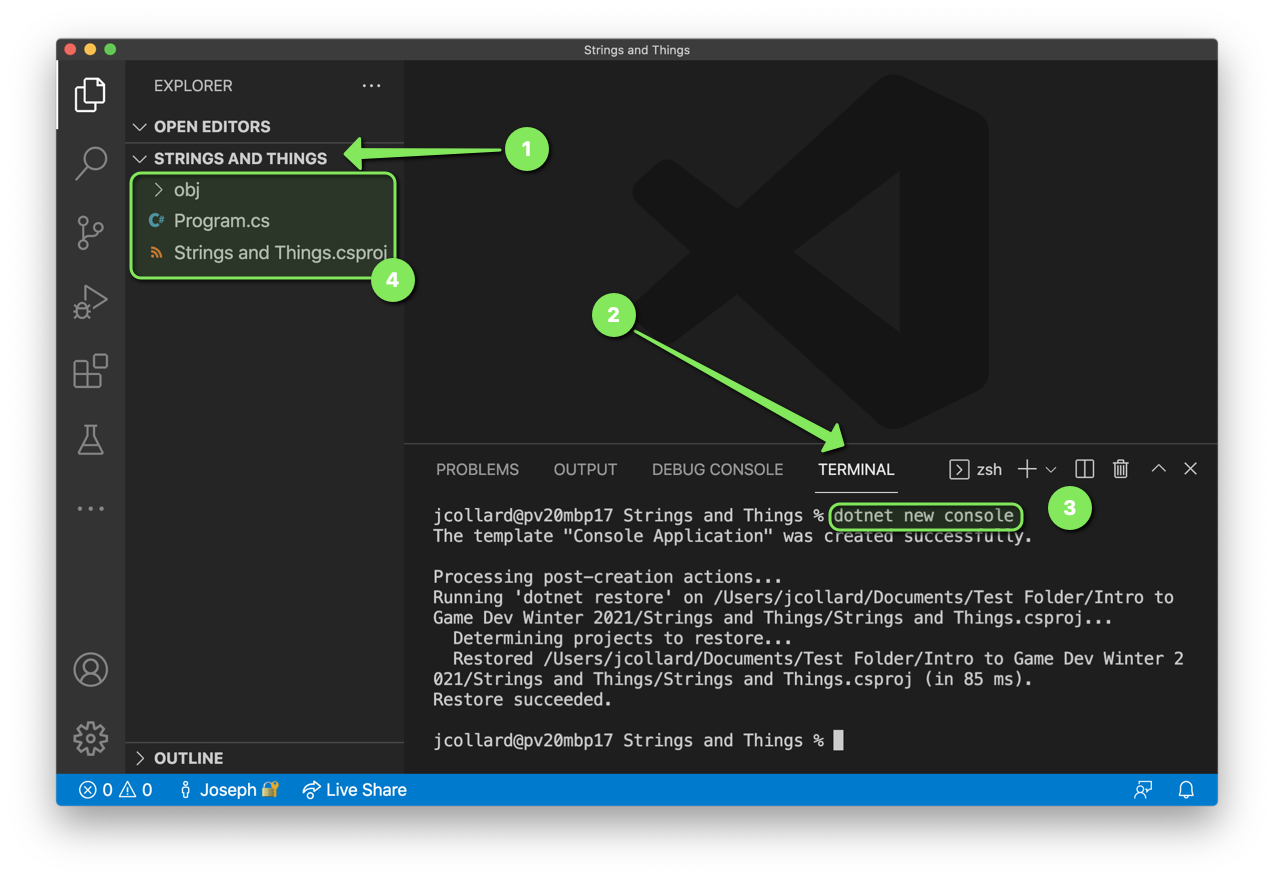 Strings and Things
EXPLORER
OPEN EDITORS
STRINGS AND THINGS
1
obj
C# Program.cs
Strings and Things.csproj
4
2
PROBLEMS OUTPUT DEBUG CONSOLE TERMINAL zsh
3
jcollard@pv20mbp17 Strings and Things % dotnet new console
The template "Console Application" was created successfully.
Processing post-creation actions...
Running 'dotnet restore' on /Users/jcollard/Documents/Test Folder/Intro to
Game Dev Winter 2021/Strings and Things/Strings and Things.csproj...
Determining projects to restore...
Restored /Users/jcollard/Documents/Test Folder/Intro to Game Dev Winter 2
021/Strings and Things/Strings and Things.csproj (in 85 ms).
Restore succeeded.
jcollard@pv20mbp17 Strings and Things %
OUTLINE
0 0 Joseph Live Share